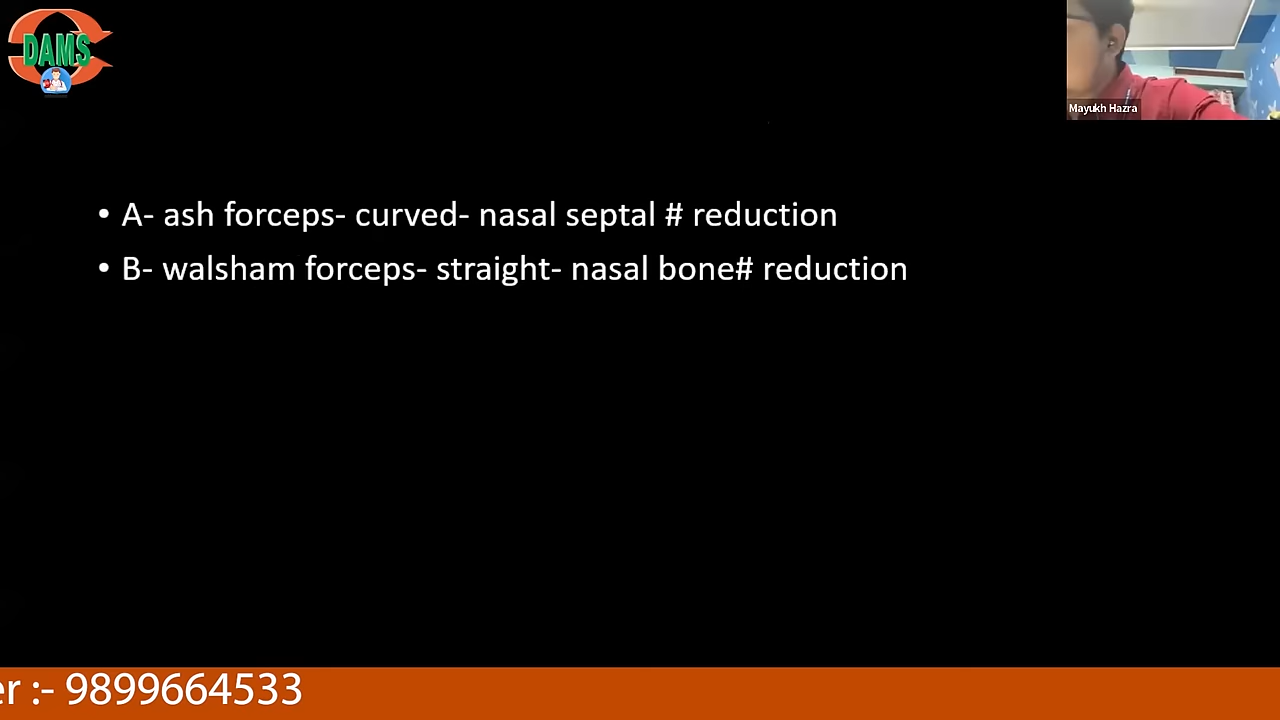 DAMS
Mayukh Hazra
• A- ash forceps- curved- nasal septal # reduction
• B- walsham forceps- straight- nasal bone# reduction
er :- 9899664533